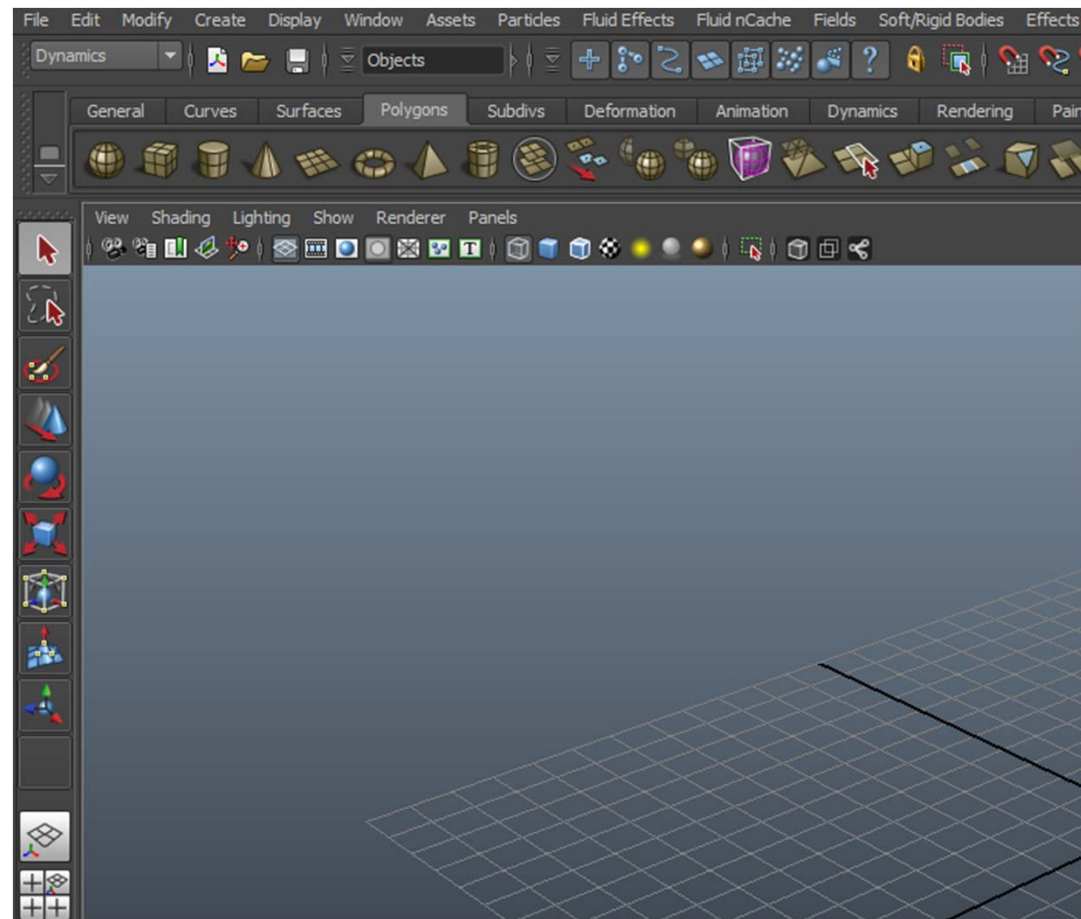 File Edit Modify Create Display Window Assets Particles Fluid Effects Fluid nCache Fields Soft/Rigid Bodies Effects
Dynamics Objects ?
General Curves Surfaces Polygons Subdivs Deformation Animation Dynamics Rendering Pain
View Shading Lighting Show Renderer Panels
T